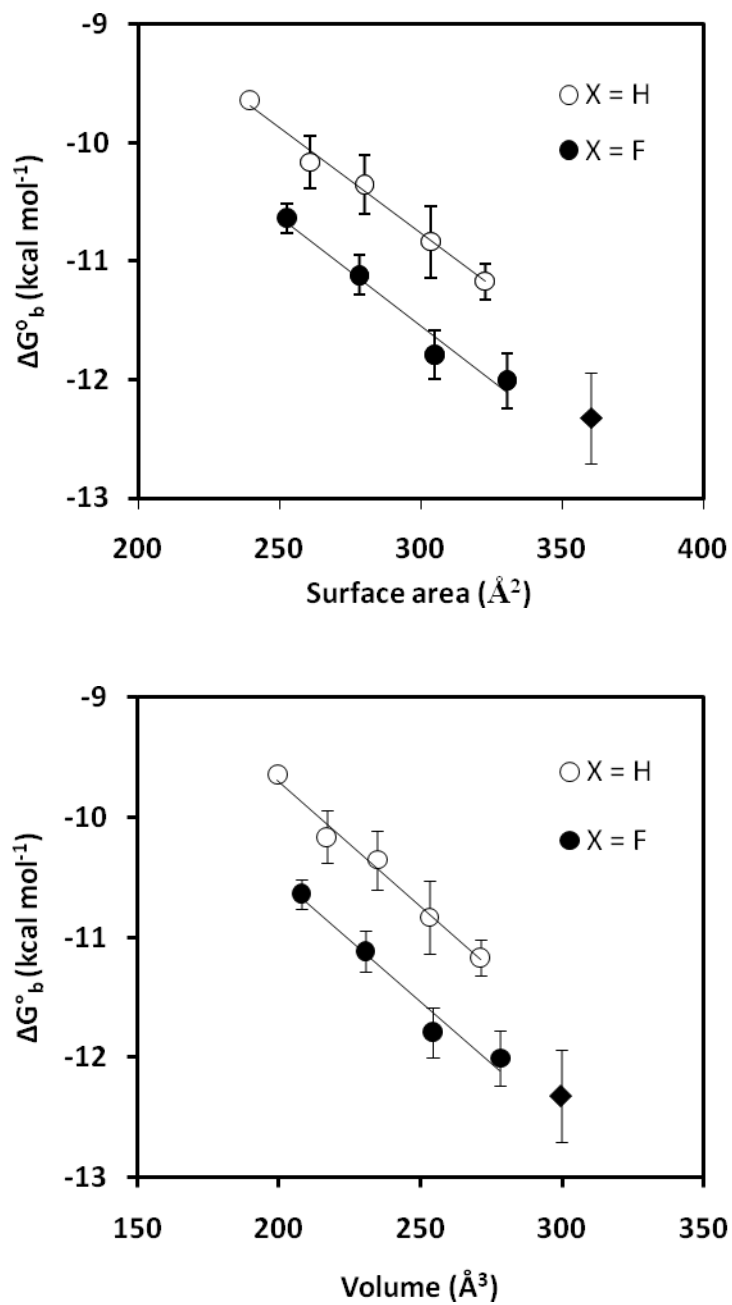 -9
-10
-11
-12
-13
ΔG°b (kcal mol-1)
X = H
X = F
200 250 300 350 400
Surface area (Å2)
-9
-10
-11
-12
-13
ΔG°b (kcal mol-1)
X = H
X = F
150 200 250 300 350
Volume (Å3)